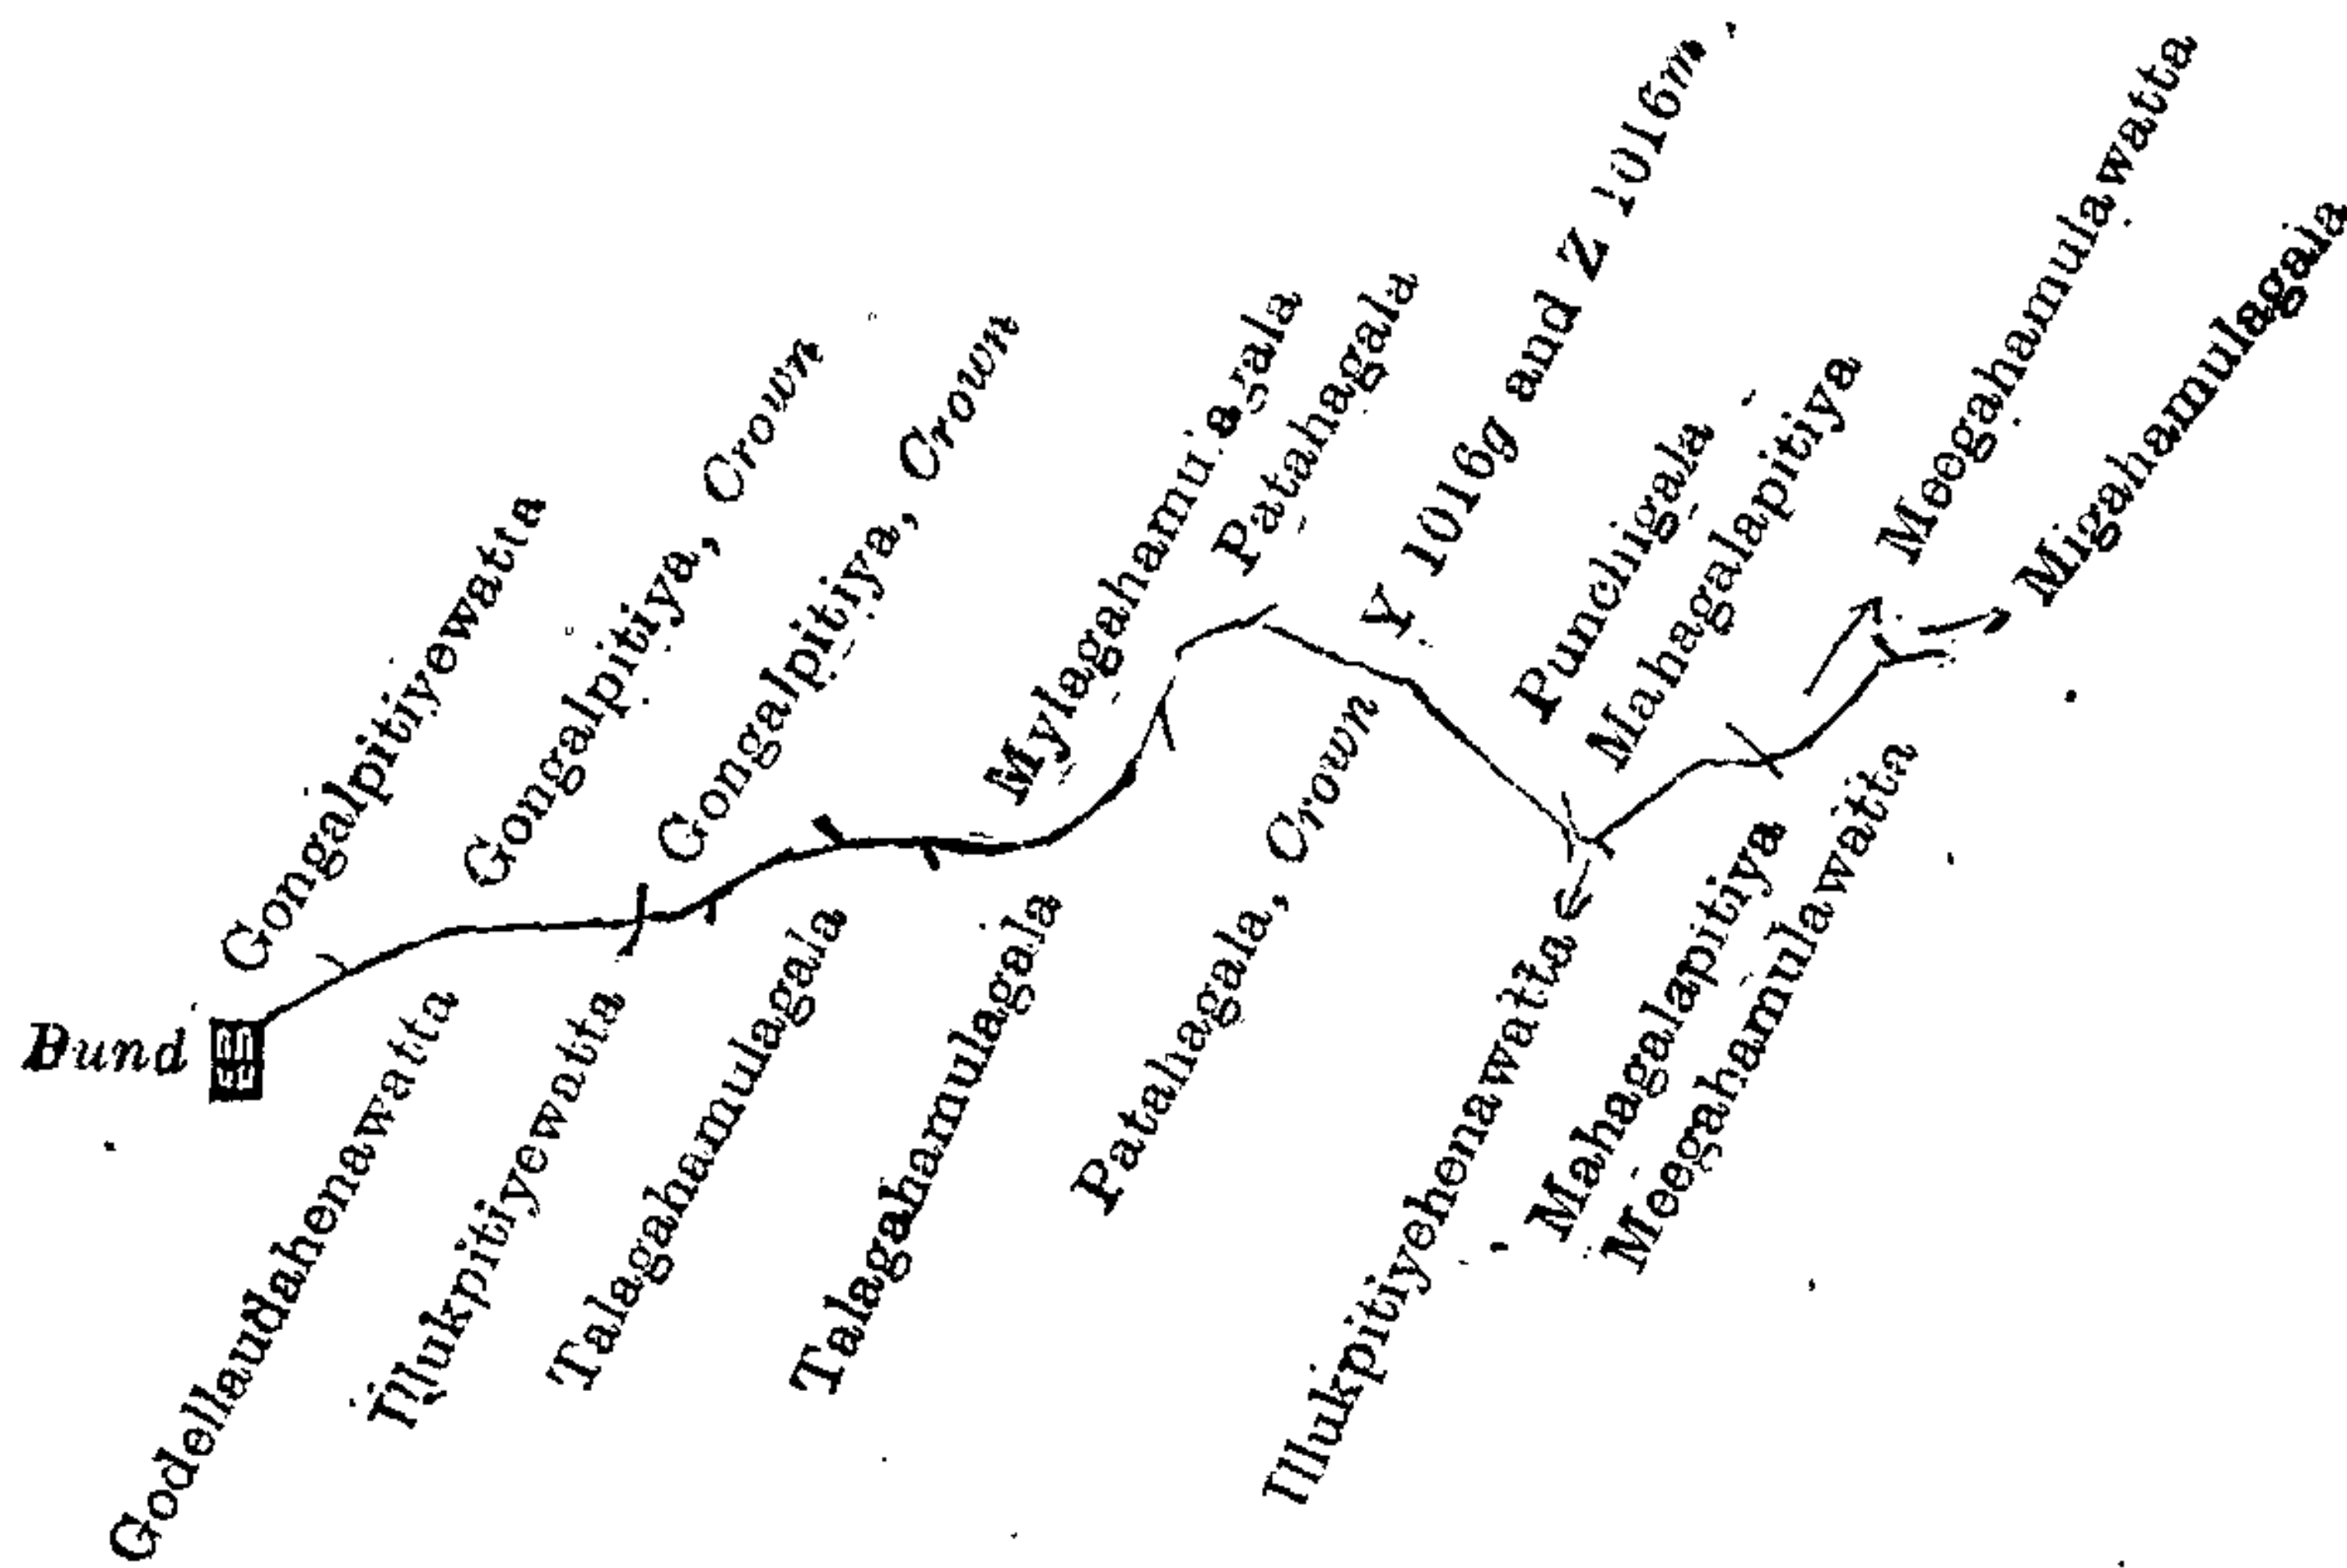 Gongalpitiyewatta
Gongalpitiya, Crown
Gongalpitiya, Crown
Mylagahamulagala
Patahagala
Y 1016g and Z 1016m
Punchigala
Mahagalapitiya
Meegahamulawatta
Migahamulagala
Bund
Godellaudahenawatta
Illukpitiyewatta
Talagahamulagala
Talagahamulagala
Patahagala, Crown
Illukpitiyehenawatta
Mahagalapitiya
Meegahamulawatta